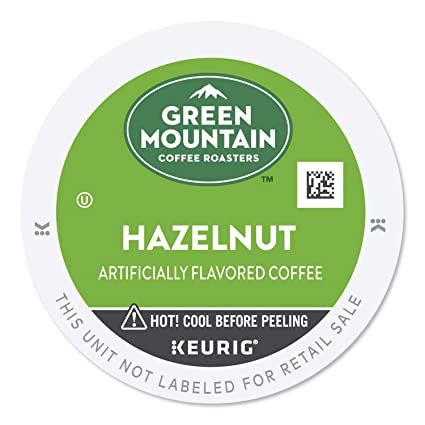 GREEN
MOUNTAIN
COFFEE ROASTERS
™
U
HAZELNUT
ARTIFICIALLY FLAVORED COFFEE
HOT! COOL BEFORE PEELING
KEURIG®
THIS UNIT NOT LABELED FOR RETAIL SALE
K
K